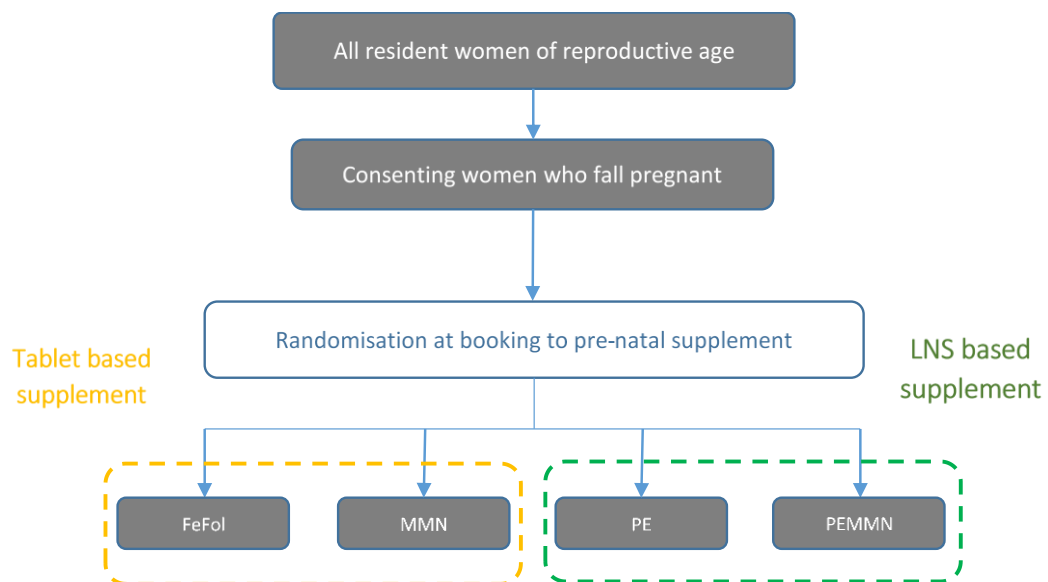 All resident women of reproductive age
Consenting women who fall pregnant
Randomisation at booking to pre-natal supplement
Tablet based
supplement
LNS based
supplement
FeFol
MMN
PE
PEMMN